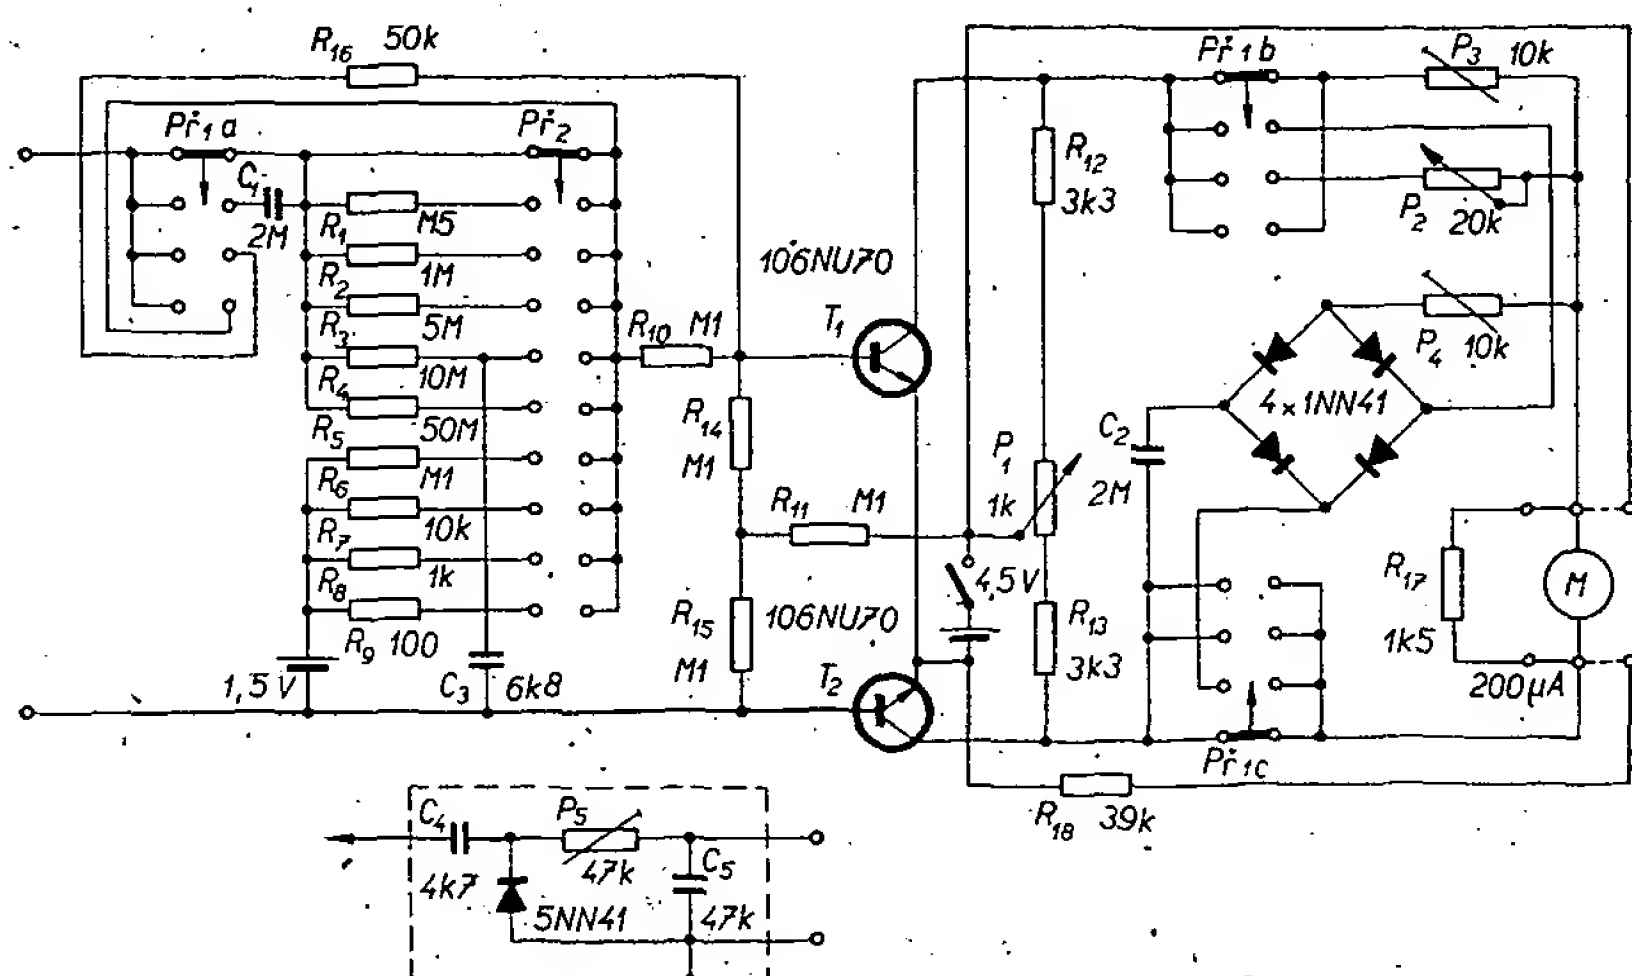 R16 50k
Př1a
Př2
C1
2M
R1 M5
R2 1M
R3 5M
R4 10M
R5 50M
R6 M1
R7 10k
R8 1k
R9 100
1,5V
C3 6k8
R10 M1
R14
M1
R11 M1
R15
M1
106NU70
T1
106NU70
T2
4,5V
R12
3k3
P1
1k
R13
3k3
Př1b
P3 10k
P2 20k
P4 10k
4x1NN41
C2
2M
R17
1k5
M
200µA
Př1c
R18 39k
C4
4k7
P5
47k
5NN41
C5
47k